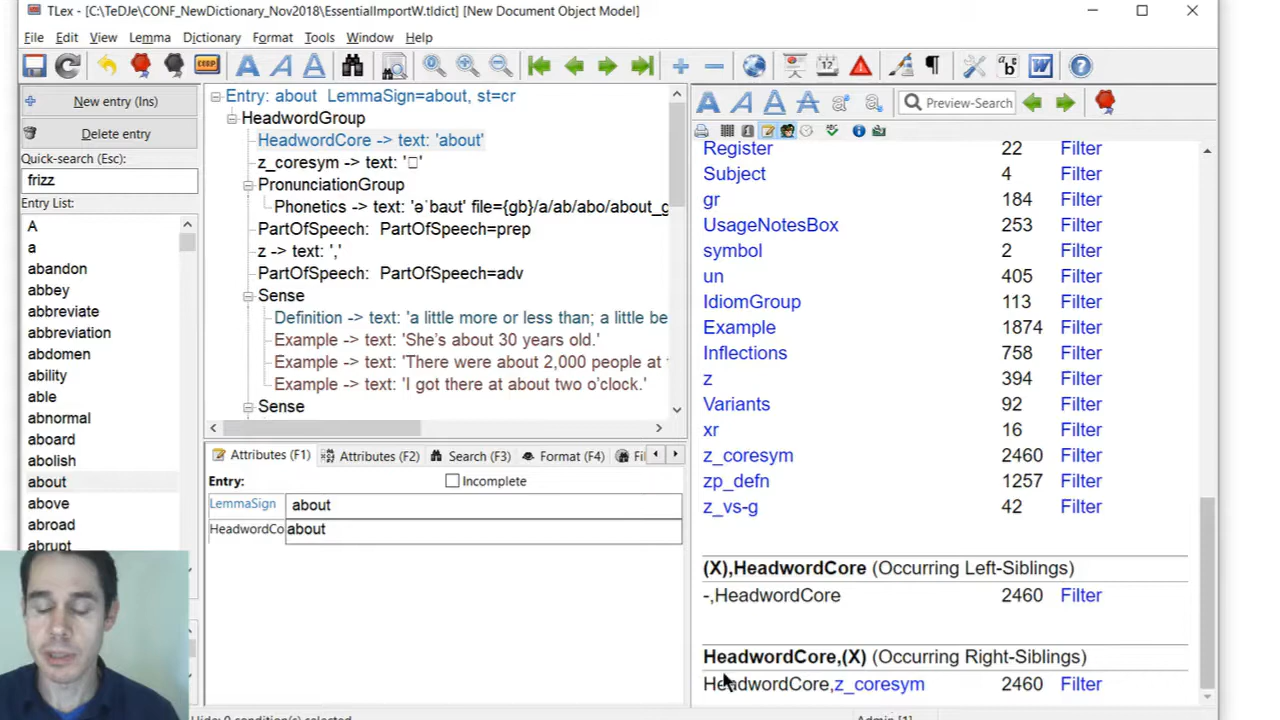 TLex - [C:\TeDJe\CONF_NewDictionary_Nov2018\EssentialImportW.tldict] [New Document Object Model]
File Edit View Lemma Dictionary Format Tools Window Help
New entry (Ins)
Delete entry
Quick-search (Esc):
frizz
Entry List:
A
a
abandon
abbey
abbreviate
abbreviation
abdomen
ability
able
abnormal
aboard
abolish
about
above
abroad
abrupt
Entry: about LemmaSign=about, st=cr
HeadwordGroup
HeadwordCore -> text: 'about'
z_coresym -> text: '□'
PronunciationGroup
Phonetics -> text: 'əˈbaʊt' file={gb}/a/ab/abo/about_g
PartOfSpeech: PartOfSpeech=prep
z -> text: ','
PartOfSpeech: PartOfSpeech=adv
Sense
Definition -> text: 'a little more or less than; a little be
Example -> text: 'She's about 30 years old.'
Example -> text: 'There were about 2,000 people at
Example -> text: 'I got there at about two o'clock.'
Sense
Attributes (F1) Attributes (F2) Search (F3) Format (F4) Fil
Entry: Incomplete
LemmaSign about
HeadwordCo about
Preview-Search
Register 22 Filter
Subject 4 Filter
gr 184 Filter
UsageNotesBox 253 Filter
symbol 2 Filter
un 405 Filter
IdiomGroup 113 Filter
Example 1874 Filter
Inflections 758 Filter
z 394 Filter
Variants 92 Filter
xr 16 Filter
z_coresym 2460 Filter
zp_defn 1257 Filter
z_vs-g 42 Filter
(X),HeadwordCore (Occurring Left-Siblings)
-,HeadwordCore 2460 Filter
HeadwordCore,(X) (Occurring Right-Siblings)
HeadwordCore,z_coresym 2460 Filter